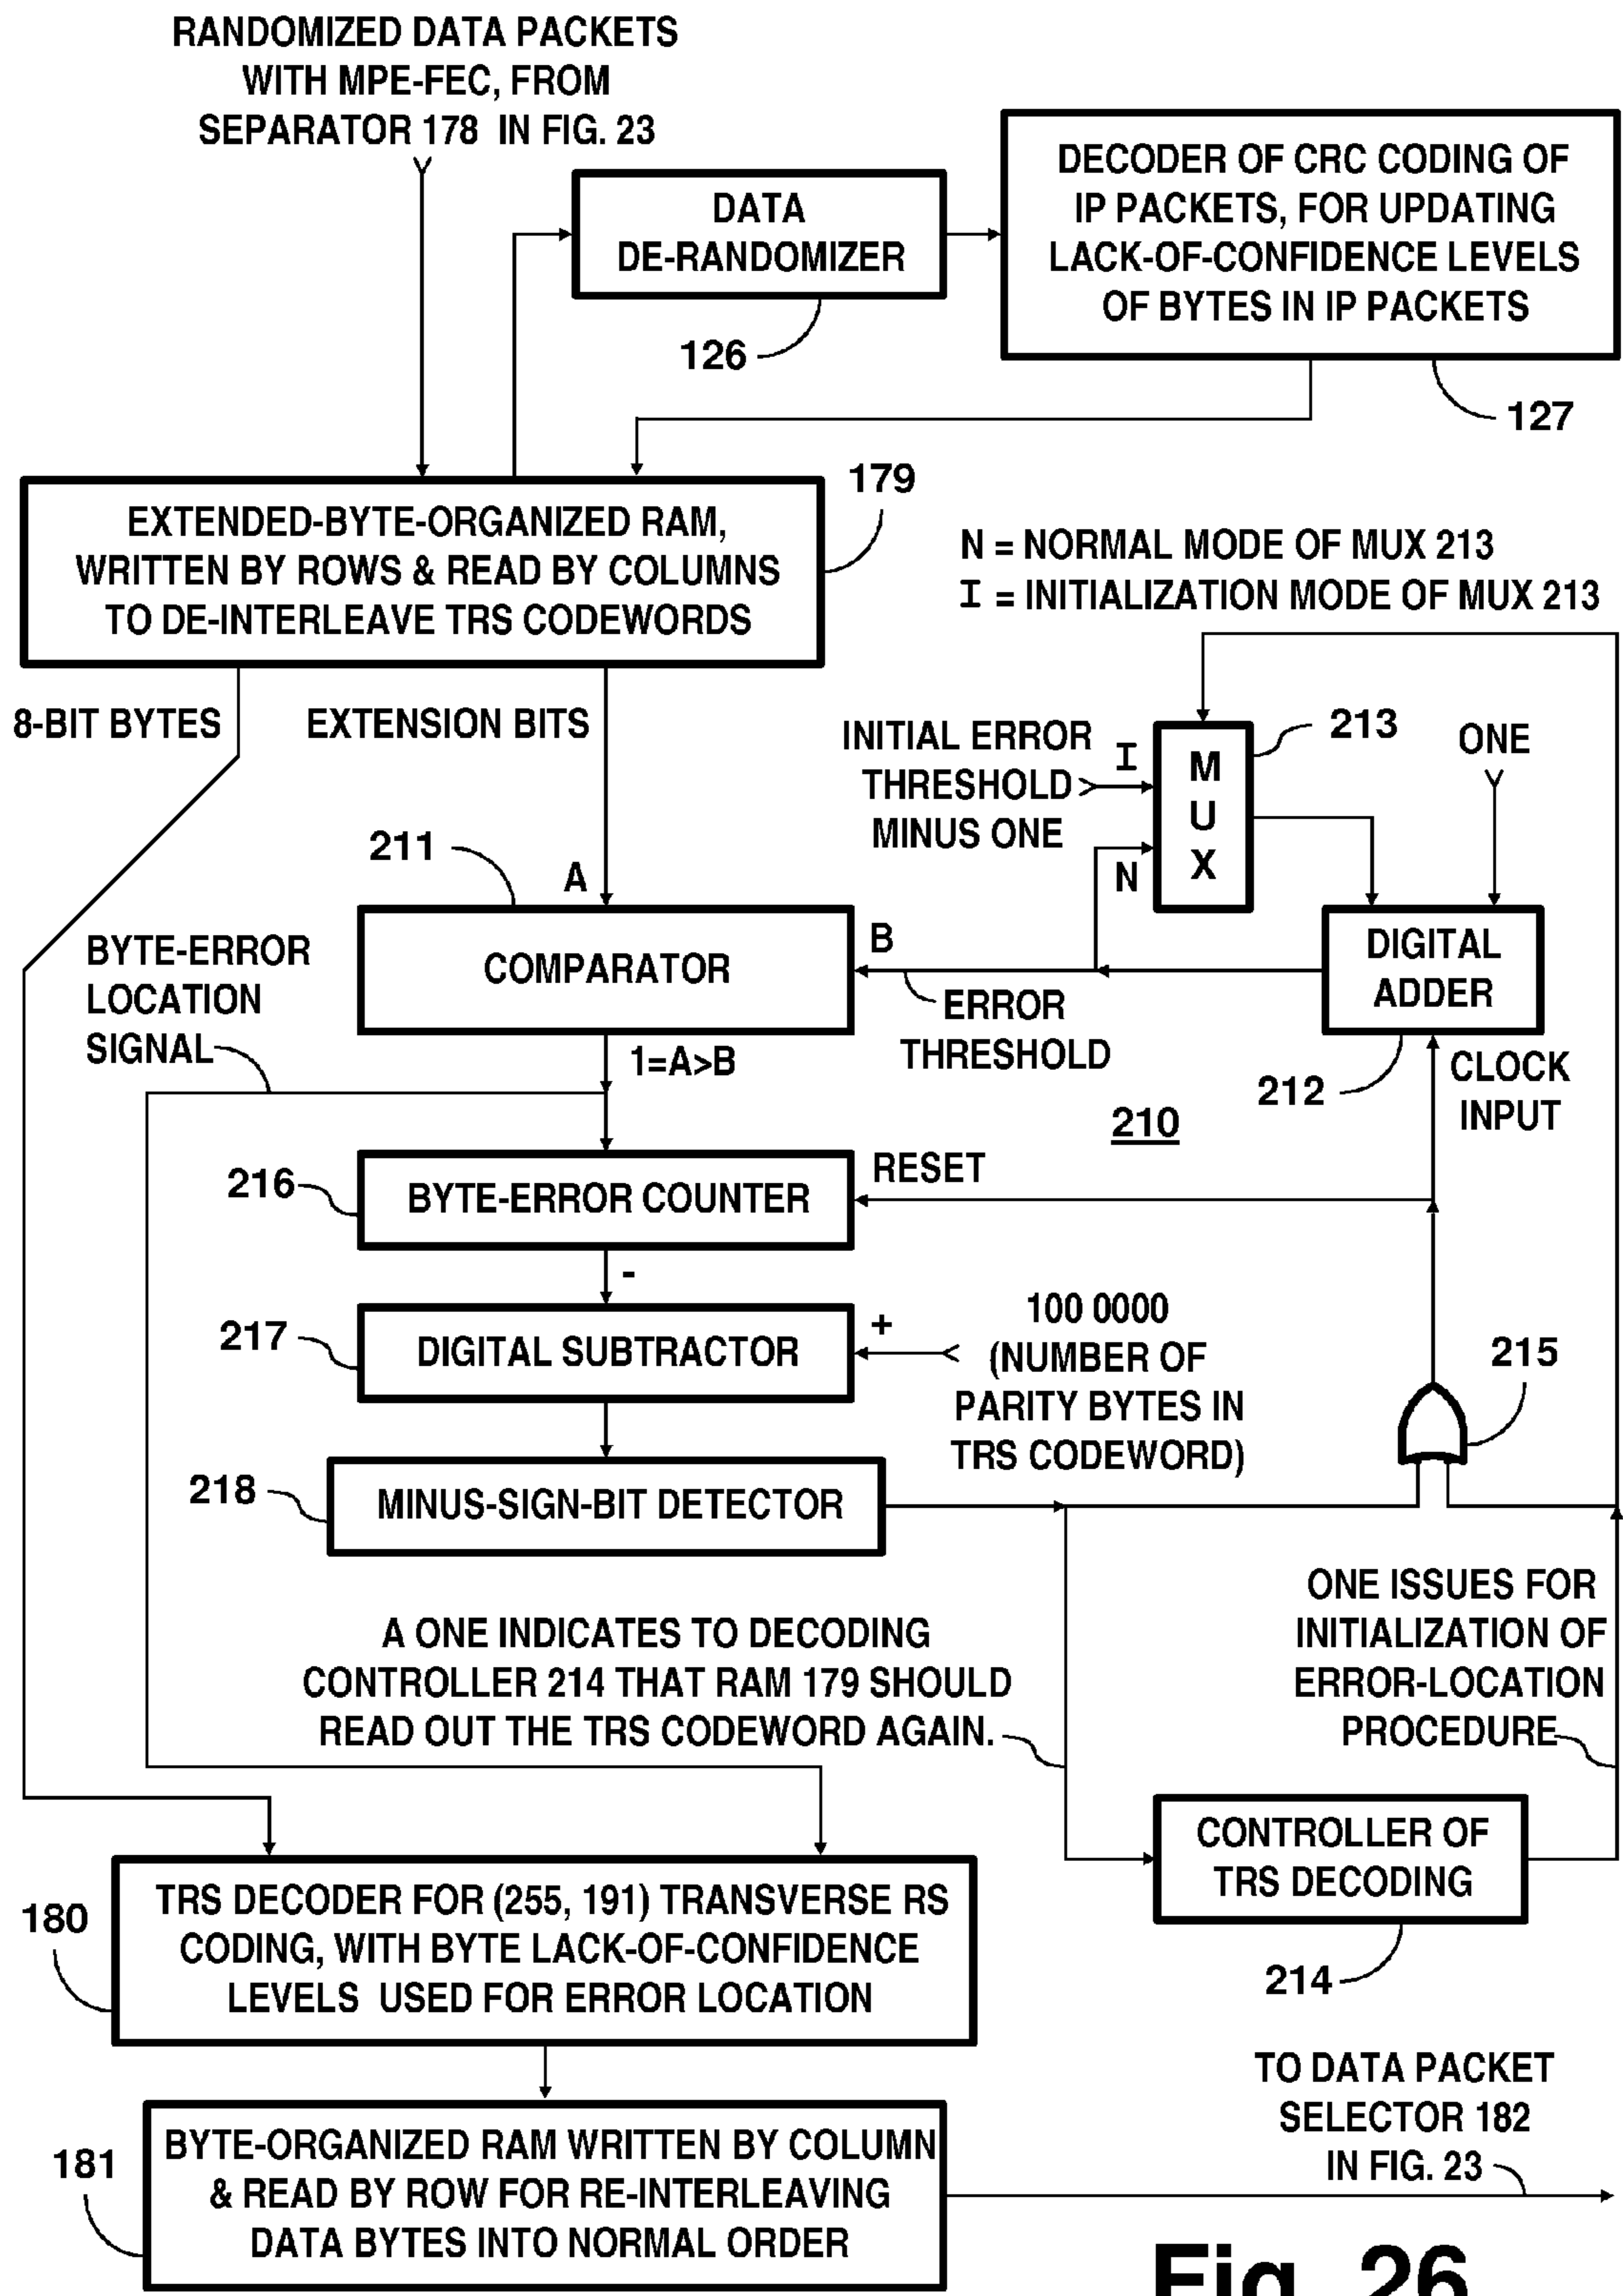 RANDOMIZED DATA PACKETS
WITH MPE-FEC, FROM
SEPARATOR 178 IN FIG. 23
DATA
DE-RANDOMIZER
126
DECODER OF CRC CODING OF
IP PACKETS, FOR UPDATING
LACK-OF-CONFIDENCE LEVELS
OF BYTES IN IP PACKETS
127
179
EXTENDED-BYTE-ORGANIZED RAM,
WRITTEN BY ROWS & READ BY COLUMNS
TO DE-INTERLEAVE TRS CODEWORDS
N = NORMAL MODE OF MUX 213
I = INITIALIZATION MODE OF MUX 213
8-BIT BYTES
EXTENSION BITS
INITIAL ERROR
THRESHOLD
MINUS ONE
I
N
M
U
X
213
ONE
211
A
COMPARATOR
B
ERROR
THRESHOLD
DIGITAL
ADDER
212
CLOCK
INPUT
BYTE-ERROR
LOCATION
SIGNAL
1=A>B
210
216
BYTE-ERROR COUNTER
RESET
-
217
DIGITAL SUBTRACTOR
+
100 0000
(NUMBER OF
PARITY BYTES IN
TRS CODEWORD)
215
218
MINUS-SIGN-BIT DETECTOR
A ONE INDICATES TO DECODING
CONTROLLER 214 THAT RAM 179 SHOULD
READ OUT THE TRS CODEWORD AGAIN.
ONE ISSUES FOR
INITIALIZATION OF
ERROR-LOCATION
PROCEDURE
CONTROLLER OF
TRS DECODING
214
180
TRS DECODER FOR (255, 191) TRANSVERSE RS
CODING, WITH BYTE LACK-OF-CONFIDENCE
LEVELS USED FOR ERROR LOCATION
181
BYTE-ORGANIZED RAM WRITTEN BY COLUMN
& READ BY ROW FOR RE-INTERLEAVING
DATA BYTES INTO NORMAL ORDER
TO DATA PACKET
SELECTOR 182
IN FIG. 23
Fig. 26